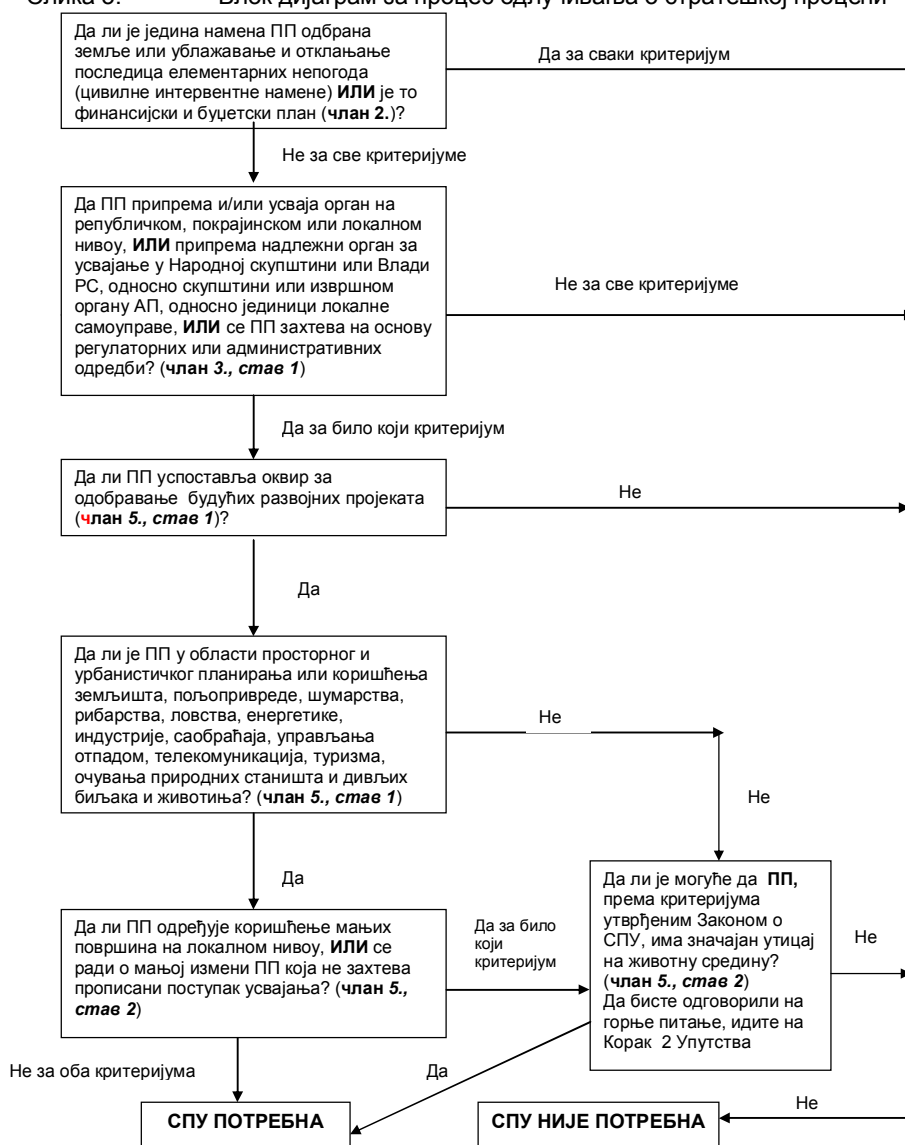 Слика 3. Блок дијаграм за процес одлучивања о стратешкој процени
Да ли је једина намена ПП одбрана
земље или ублажавање и отклањање
последица елементарних непогода
(цивилне интервентне намене) ИЛИ је то
финансијски и буџетски план (члан 2.)?
Да за сваки критеријум
Не за све критеријуме
Да ПП припрема и/или усваја орган на
републичком, покрајинском или локалном
нивоу, ИЛИ припрема надлежни орган за
усвајање у Народној скупштини или Влади
РС, односно скупштини или извршном
органу АП, односно јединици локалне
самоуправе, ИЛИ се ПП захтева на основу
регулаторних или административних
одредби? (члан 3., став 1)
Не за све критеријуме
Да за било који критеријум
Да ли ПП успоставља оквир за
одобравање будућих развојних пројеката
(члан 5., став 1)?
Не
Да
Да ли је ПП у области просторног и
урбанистичког планирања или коришћења
земљишта, пољопривреде, шумарства,
рибарства, ловства, енергетике,
индустрије, саобраћаја, управљања
отпадом, телекомуникација, туризма,
очувања природних станишта и дивљих
биљака и животиња? (члан 5., став 1)
Не
Не
Да
Да ли ПП одређује коришћење мањих
површина на локалном нивоу, ИЛИ се
ради о мањој измени ПП која не захтева
прописани поступак усвајања? (члан 5.,
став 2)
Да за било
који
критеријум
Да ли је могуће да ПП,
према критеријума
утврђеним Законом о
СПУ, има значајан утицај
на животну средину?
(члан 5., став 2)
Да бисте одговорили на
горње питање, идите на
Корак 2 Упутства
Не
Не за оба критеријума
Да
СПУ ПОТРЕБНА
СПУ НИЈЕ ПОТРЕБНА
Не